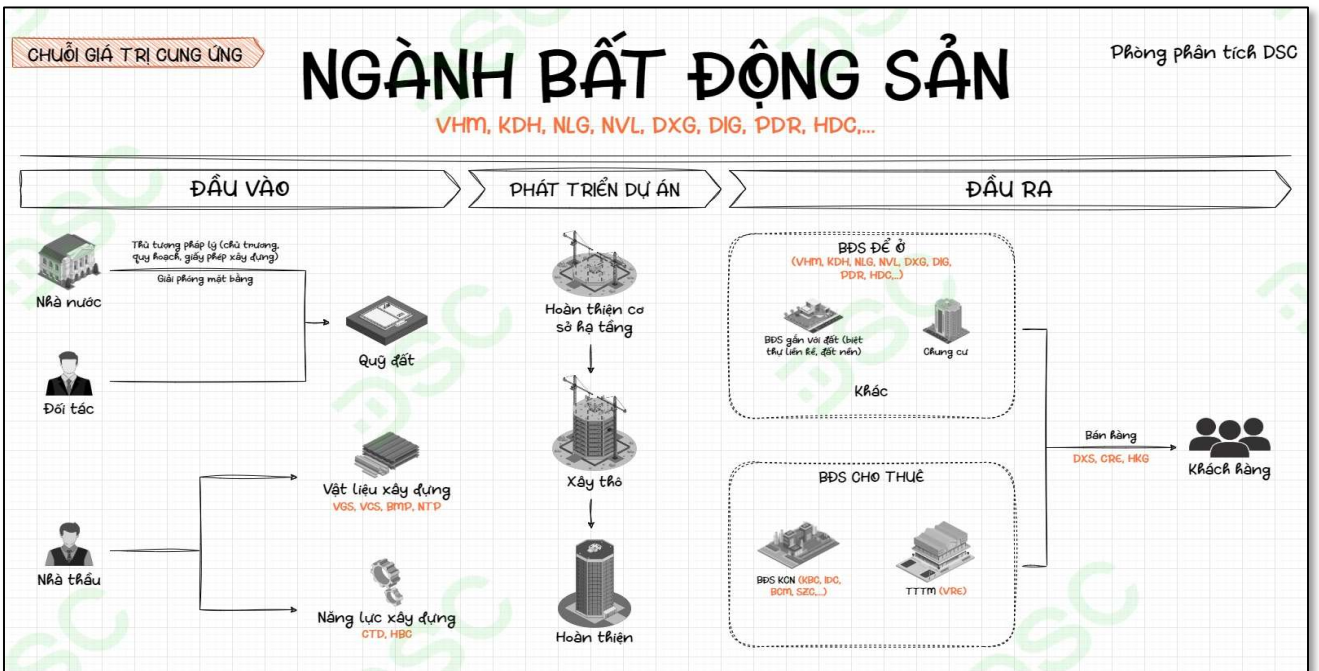 CHUỖI GIÁ TRỊ CUNG ỨNG
NGÀNH BẤT ĐỘNG SẢN
Phòng phân tích DSC
VHM, KDH, NLG, NVL, DXG, DIG, PDR, HDC,...
ĐẦU VÀO
PHÁT TRIỂN DỰ ÁN
ĐẦU RA
Nhà nước
Thủ tương pháp lý (chủ trương,
quy hoạch, giấy phép xây dựng)
Giải phóng mặt bằng
Đối tác
Quỹ đất
Nhà thầu
Vật liệu xây dựng
VGS, VCS, BMP, NTP
Năng lực xây dựng
CTD, HBC
Hoàn thiện cơ
sở hạ tầng
Xây thô
Hoàn thiện
BĐS ĐỂ Ở
(VHM, KDH, NLG, NVL, DXG, DIG,
PDR, HDC,..)
BĐS gắn với đất (biệt
thự liền kề, đất nền)
Chung cư
Khác
BĐS CHO THUÊ
BĐS KCN (KBC, IDC,
BCM, SZC,...)
TTTM (VRE)
Bán hàng
DXS, CRE, HKG
Khách hàng
DSC